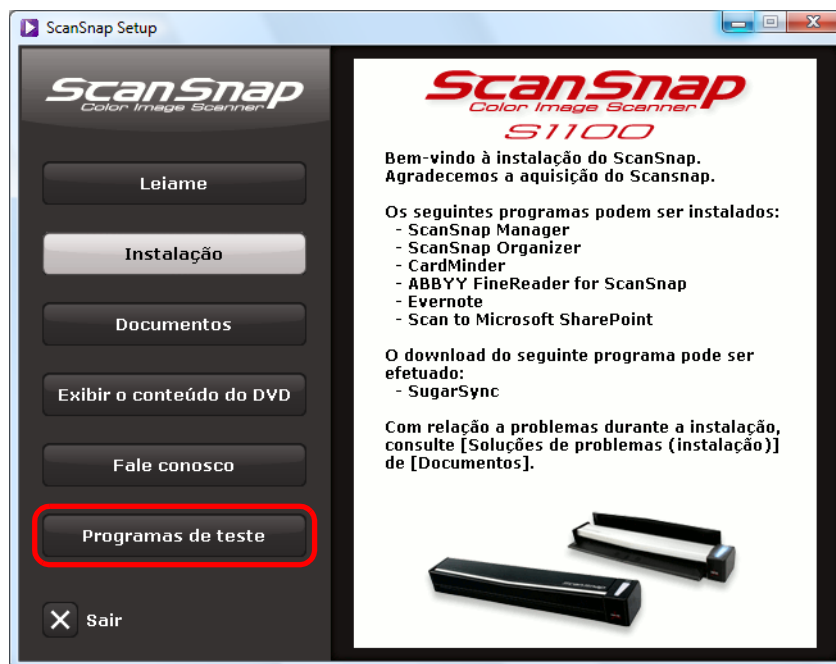 ScanSnap Setup
ScanSnap
Color Image Scanner
Leiame
Instalação
Documentos
Exibir o conteúdo do DVD
Fale conosco
Programas de teste
Sair
ScanSnap
Color Image Scanner
S1100
Bem-vindo à instalação do ScanSnap.
Agradecemos a aquisição do Scansnap.
Os seguintes programas podem ser instalados:
- ScanSnap Manager
- ScanSnap Organizer
- CardMinder
- ABBYY FineReader for ScanSnap
- Evernote
- Scan to Microsoft SharePoint
O download do seguinte programa pode ser
efetuado:
- SugarSync
Com relação a problemas durante a instalação,
consulte [Soluções de problemas (instalação)]
de [Documentos].
ScanSnap